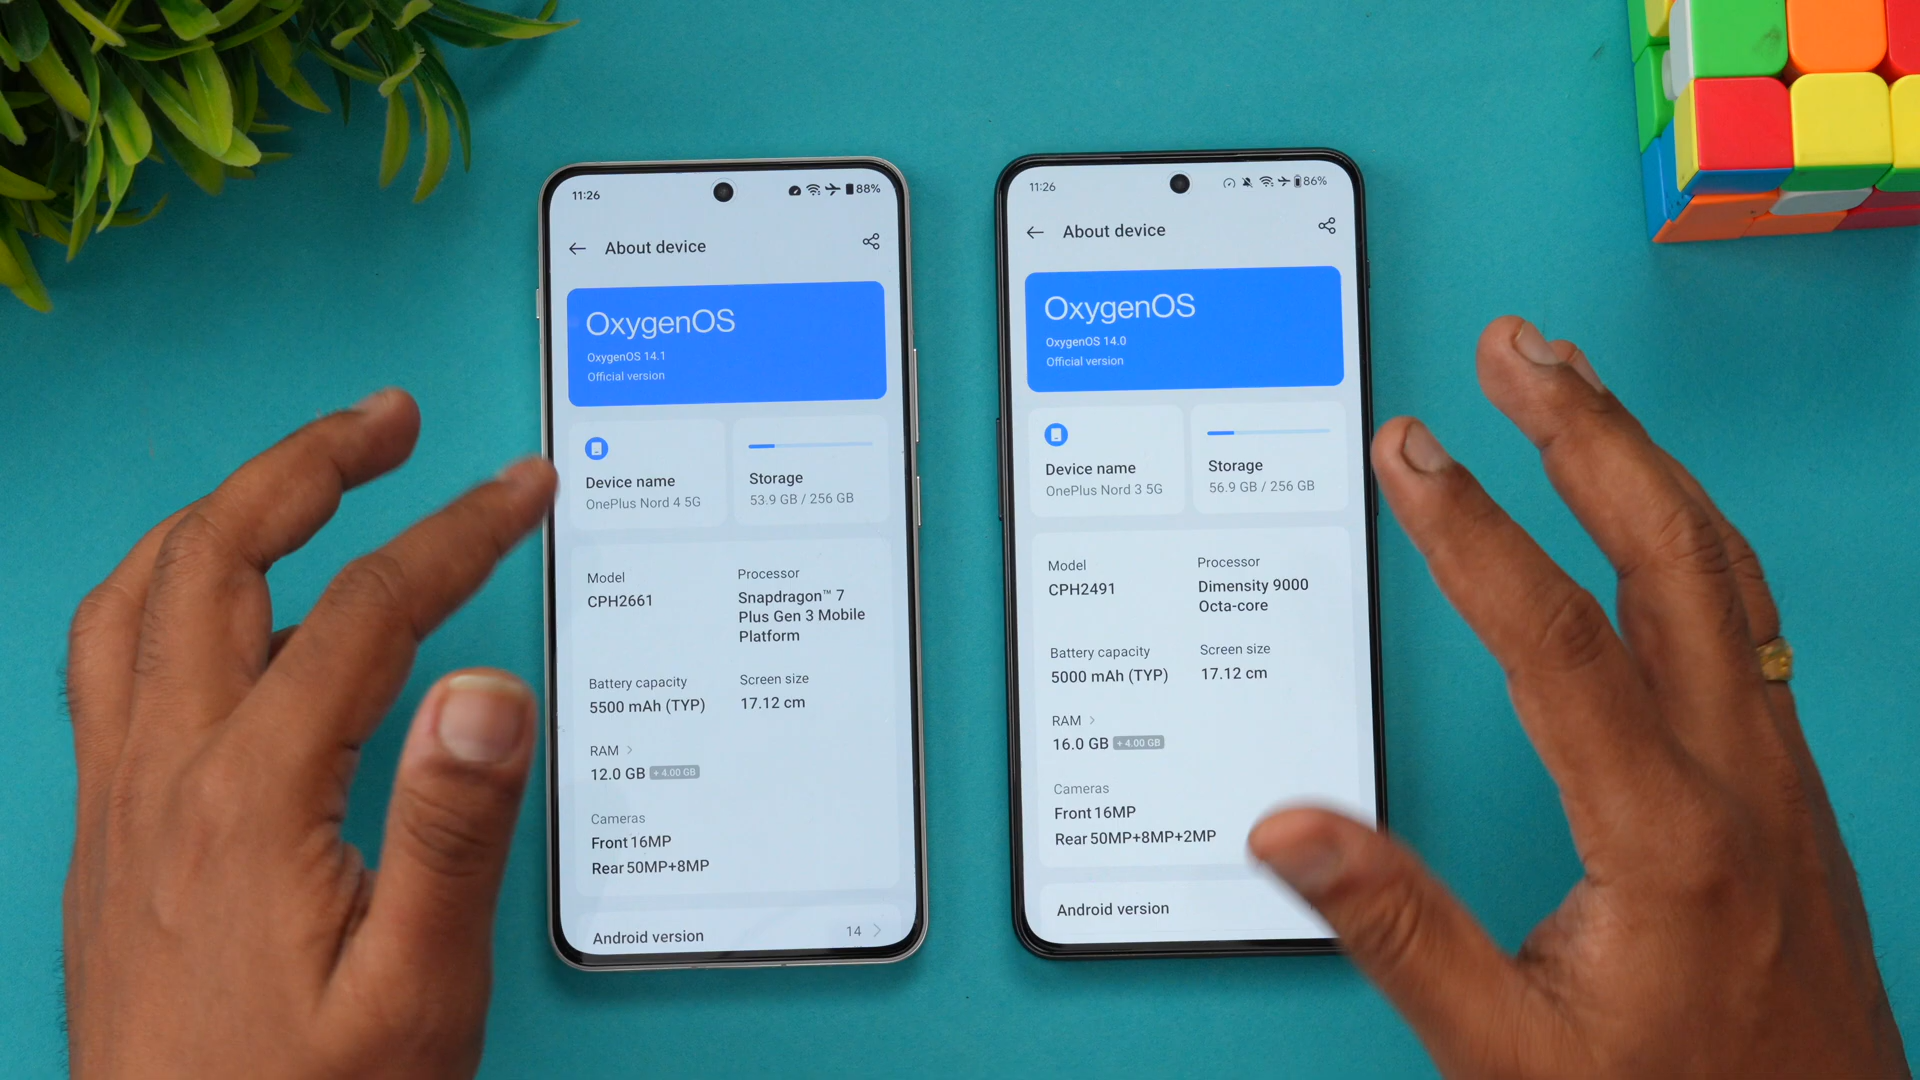 11:26
88%
About device
OxygenOS
OxygenOS 14.1
Official version
Device name
OnePlus Nord 4 5G
Storage
53.9 GB / 256 GB
Model
CPH2661
Processor
Snapdragon™ 7
Plus Gen 3 Mobile
Platform
Battery capacity
5500 mAh (TYP)
Screen size
17.12 cm
RAM >
12.0 GB + 4.00 GB
Cameras
Front 16MP
Rear 50MP+8MP
Android version
14 >
11:26
86%
About device
OxygenOS
OxygenOS 14.0
Official version
Device name
OnePlus Nord 3 5G
Storage
56.9 GB / 256 GB
Model
CPH2491
Processor
Dimensity 9000
Octa-core
Battery capacity
5000 mAh (TYP)
Screen size
17.12 cm
RAM >
16.0 GB + 4.00 GB
Cameras
Front 16MP
Rear 50MP+8MP+2MP
Android version